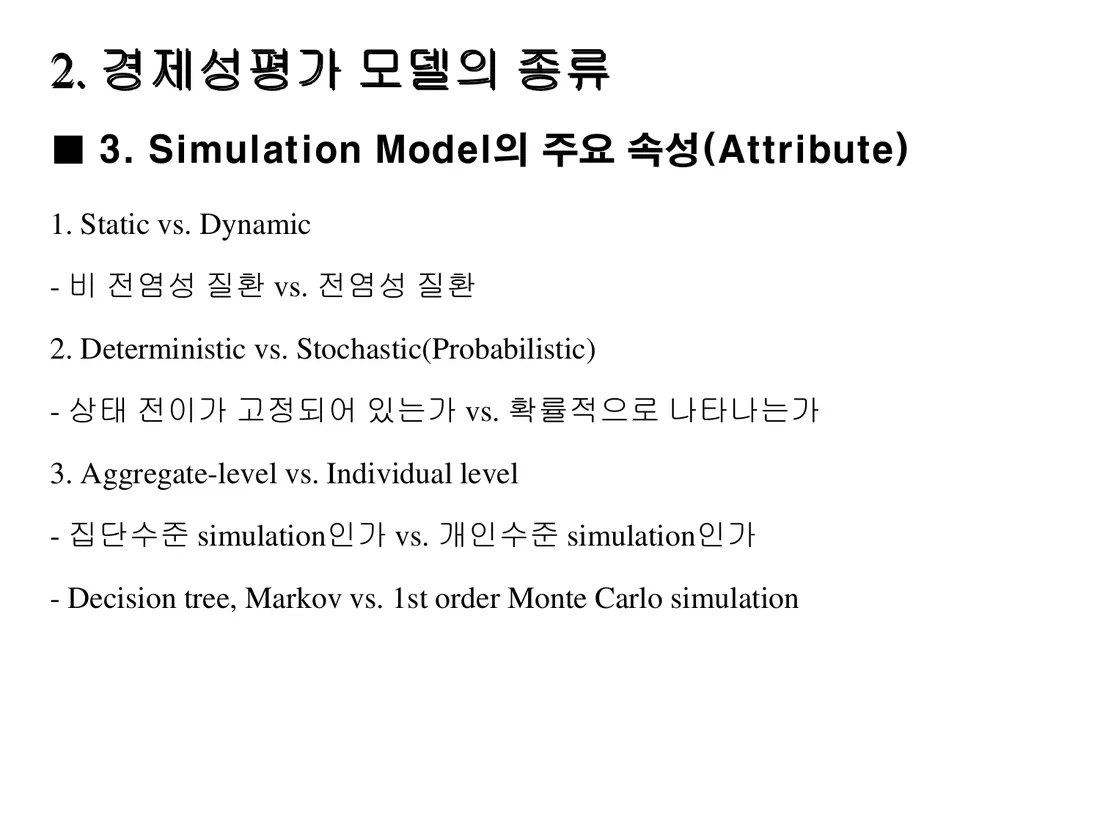 2. 경제성평가 모델의 종류
■ 3. Simulation Model의 주요 속성(Attribute)
1. Static vs. Dynamic
- 비 전염성 질환 vs. 전염성 질환
2. Deterministic vs. Stochastic(Probabilistic)
- 상태 전이가 고정되어 있는가 vs. 확률적으로 나타나는가
3. Aggregate-level vs. Individual level
- 집단수준 simulation인가 vs. 개인수준 simulation인가
- Decision tree, Markov vs. 1st order Monte Carlo simulation